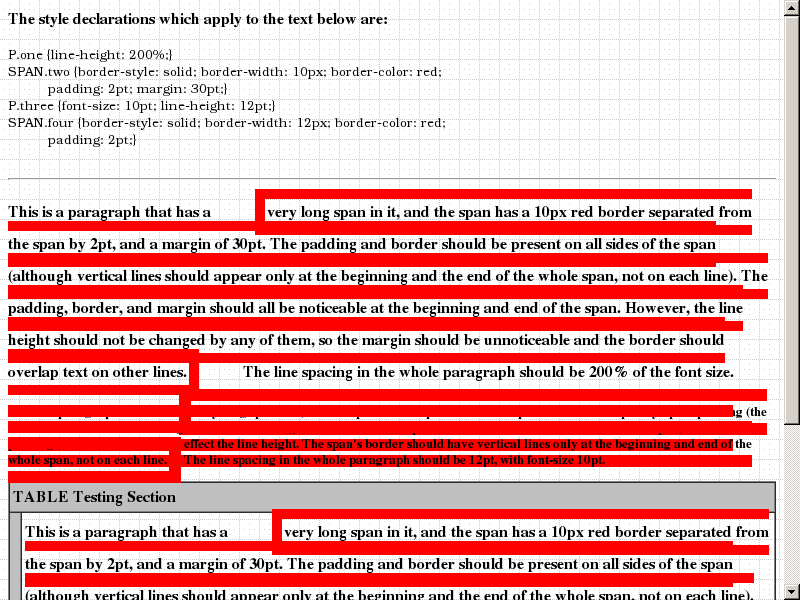 The style declarations which apply to the text below are:
P.one {line-height: 200%;}
SPAN.two {border-style: solid; border-width: 10px; border-color: red;
padding: 2pt; margin: 30pt;}
P.three {font-size: 10pt; line-height: 12pt;}
SPAN.four {border-style: solid; border-width: 12px; border-color: red;
padding: 2pt;}
This is a paragraph that has a very long span in it, and the span has a 10px red border separated from
the span by 2pt, and a margin of 30pt. The padding and border should be present on all sides of the span
(although vertical lines should appear only at the beginning and the end of the whole span, not on each line). The
padding, border, and margin should all be noticeable at the beginning and end of the span. However, the line
height should not be changed by any of them, so the margin should be unnoticeable and the border should
overlap text on other lines. The line spacing in the whole paragraph should be 200% of the font size.
(the
effect the line height. The span's border should have vertical lines only at the beginning and end of the
whole span, not on each line. The line spacing in the whole paragraph should be 12pt, with font-size 10pt.
TABLE Testing Section
This is a paragraph that has a very long span in it, and the span has a 10px red border separated from
the span by 2pt, and a margin of 30pt. The padding and border should be present on all sides of the span
(although vertical lines should appear only at the beginning and the end of the whole span, not on each line).